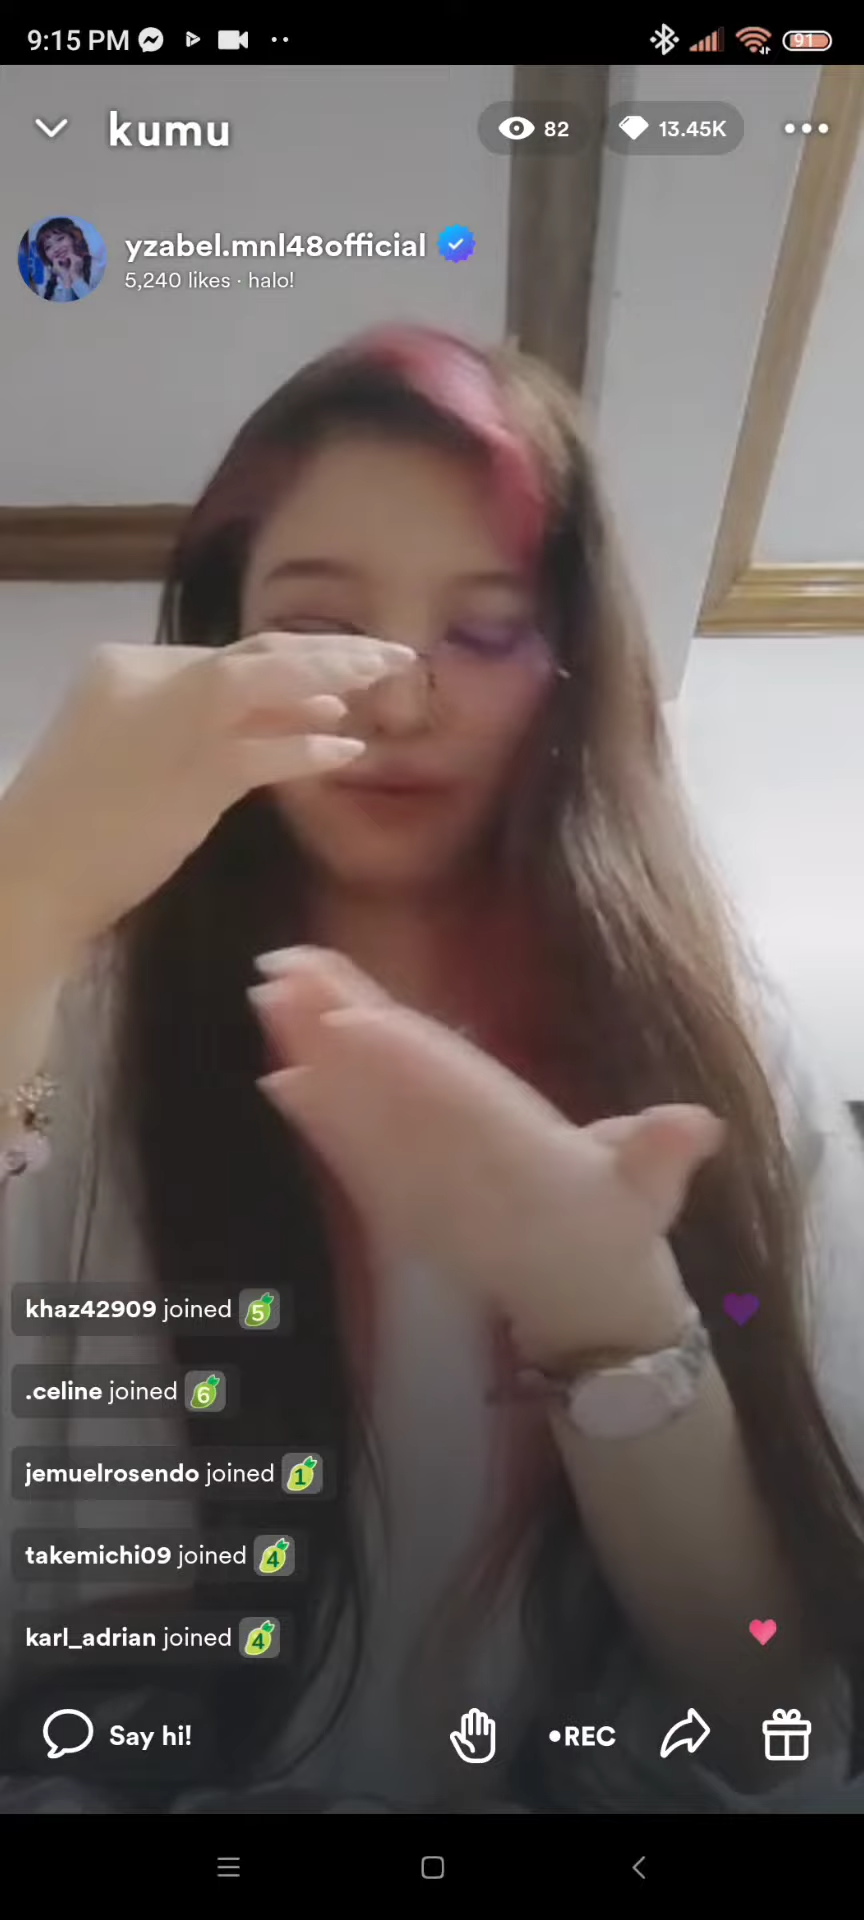 9:15 PM
91
kumu
82
13.45K
yzabel.mnl48official
5,240 likes · halo!
khaz42909 joined 5
.celine joined 6
jemuelrosendo joined 1
takemichi09 joined 4
karl_adrian joined 4
Say hi!
•REC